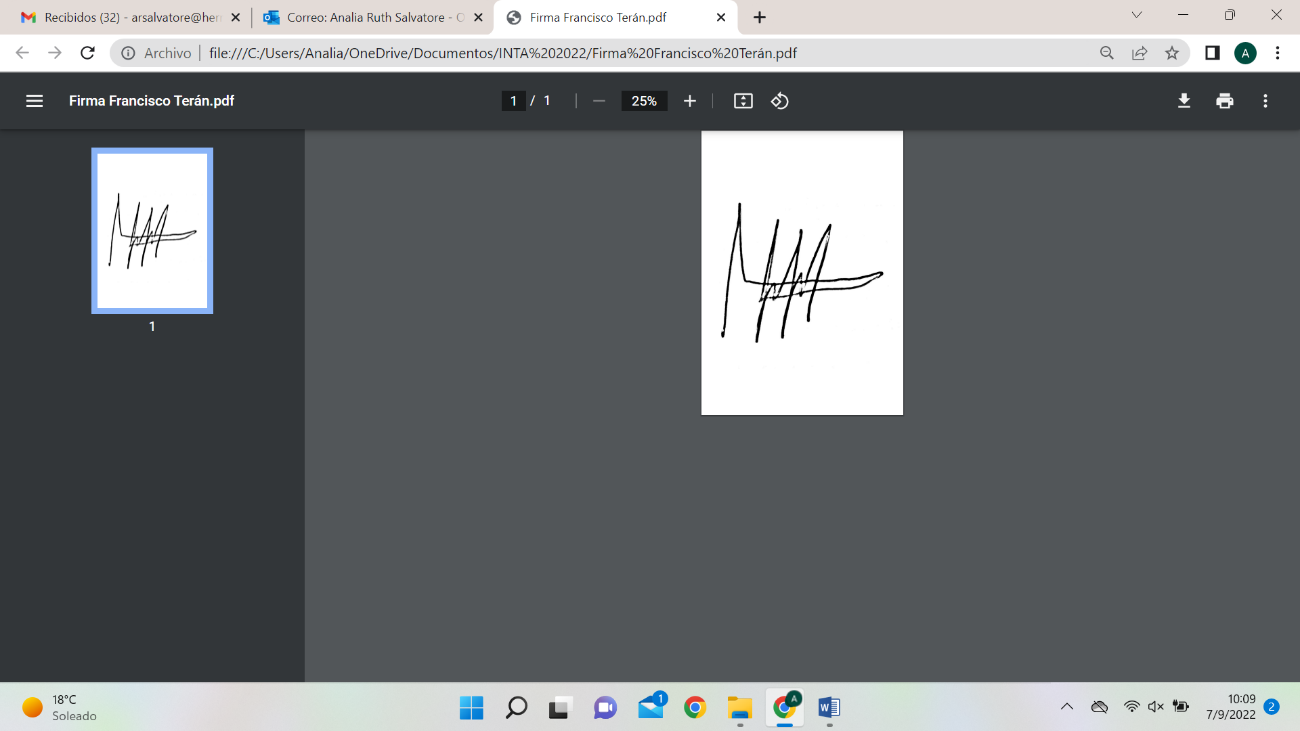 Recibidos (32) - arsalvatore@her
Correo: Analia Ruth Salvatore - O
Firma Francisco Terán.pdf
Archivo
file:///C:/Users/Analia/OneDrive/Documentos/INTA%202022/Firma%20Francisco%20Terán.pdf
A
Firma Francisco Terán.pdf
1 / 1
25%
1
18°C
Soleado
1
A
W
10:09
7/9/2022
2